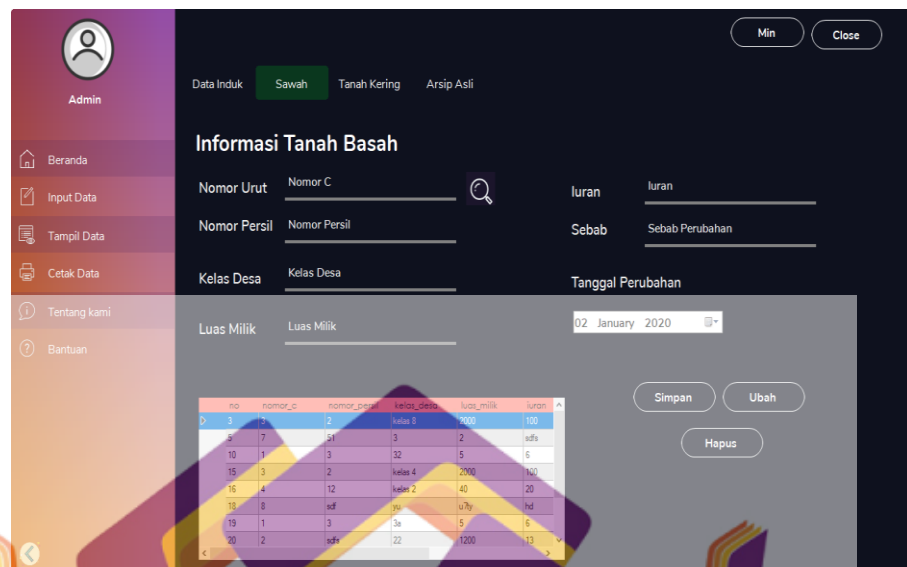 Min
Close
Admin
Data Induk
Sawah
Tanah Kering
Arsip Asli
Beranda
Input Data
Tampil Data
Cetak Data
Tentang kami
Bantuan
Informasi Tanah Basah
Nomor Urut
Nomor C
Nomor Persil
Nomor Persil
Kelas Desa
Kelas Desa
Luas Milik
Luas Milik
Iuran
Iuran
Sebab
Sebab Perubahan
Tanggal Perubahan
02 January 2020
Simpan
Ubah
Hapus
no nomor_c nomor_persil kelas_desa luas_milik iuran
3 3 2 kelas 8 2000 100
5 7 S1 3 2 sdfs
10 1 3 32 5 6
15 3 2 kelas 4 2000 100
16 4 12 kelas 2 40 20
18 8 sdf yu hd
19 1 3 3a 5 6
20 2 sdfs 22 1200 13